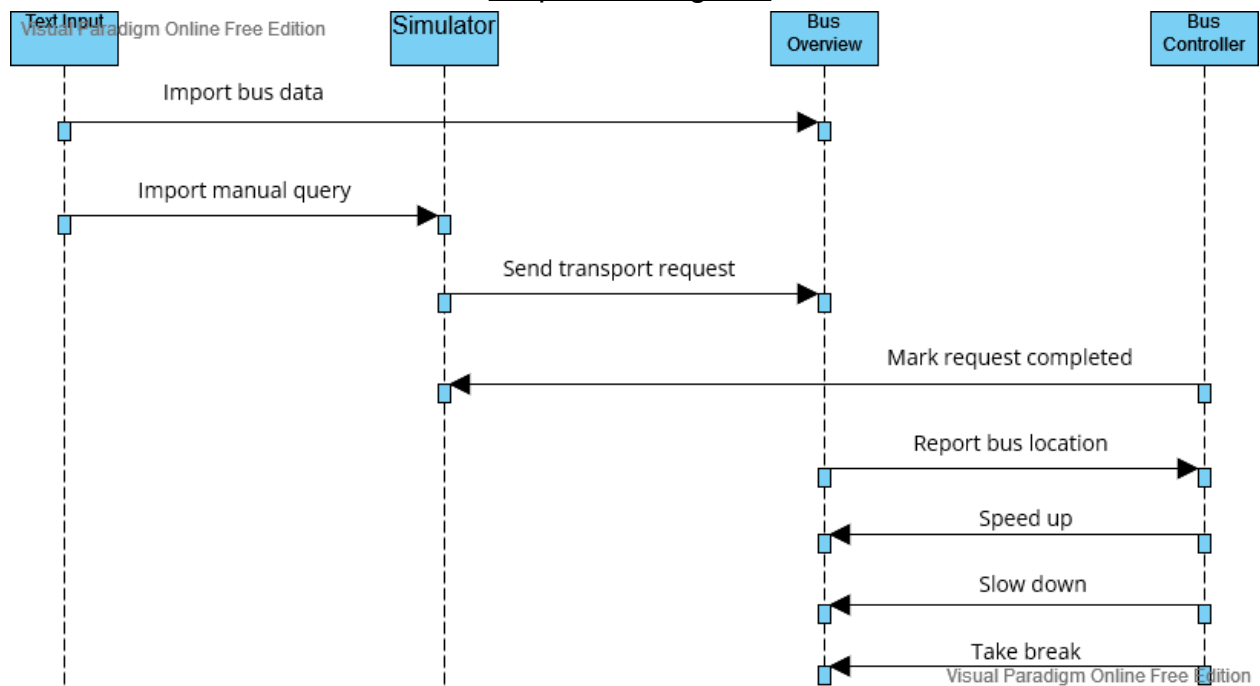 Text Input
Visual Paradigm Online Free Edition
Simulator
Bus
Overview
Bus
Controller
Import bus data
Import manual query
Send transport request
Mark request completed
Report bus location
Speed up
Slow down
Take break
Visual Paradigm Online Free Edition